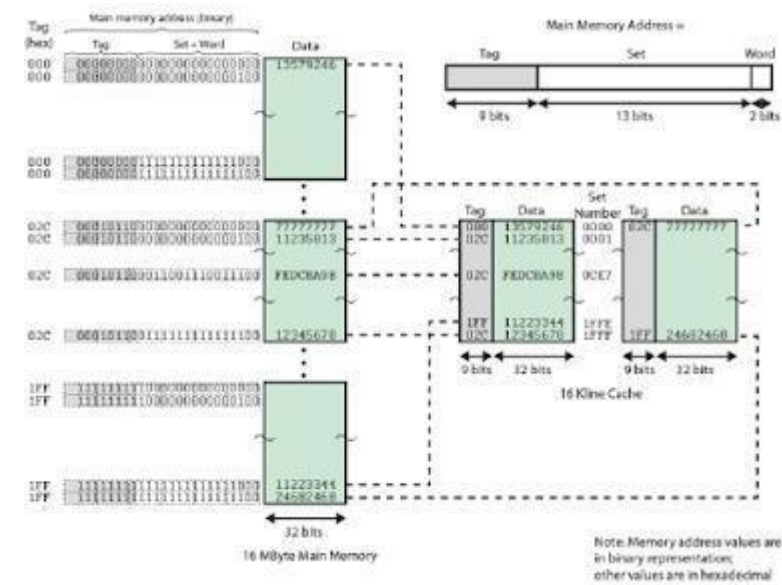 Main memory address (binary)
Tag
(hex)
Tag
Set + Word
Data
000
000
13579246
000
000
02C
77777777
02C
11235813
02C
FEDCBA98
02C
12345678
1FF
1FF
1FF
11223344
1FF
24682468
32 bits
16 MByte Main Memory
Main Memory Address =
Tag
Set
Word
9 bits
13 bits
2 bits
Set
Tag
Data
Number
Tag
Data
000
13579246
0000
02C
77777777
02C
11235813
0001
02C
FEDCBA98
0CE7
1FF
11223344
1FFE
02C
12345678
1FFF
1FF
24682468
9 bits
32 bits
9 bits
32 bits
16 Kline Cache
Note: Memory address values are
in binary representation;
other values are in hexadecimal